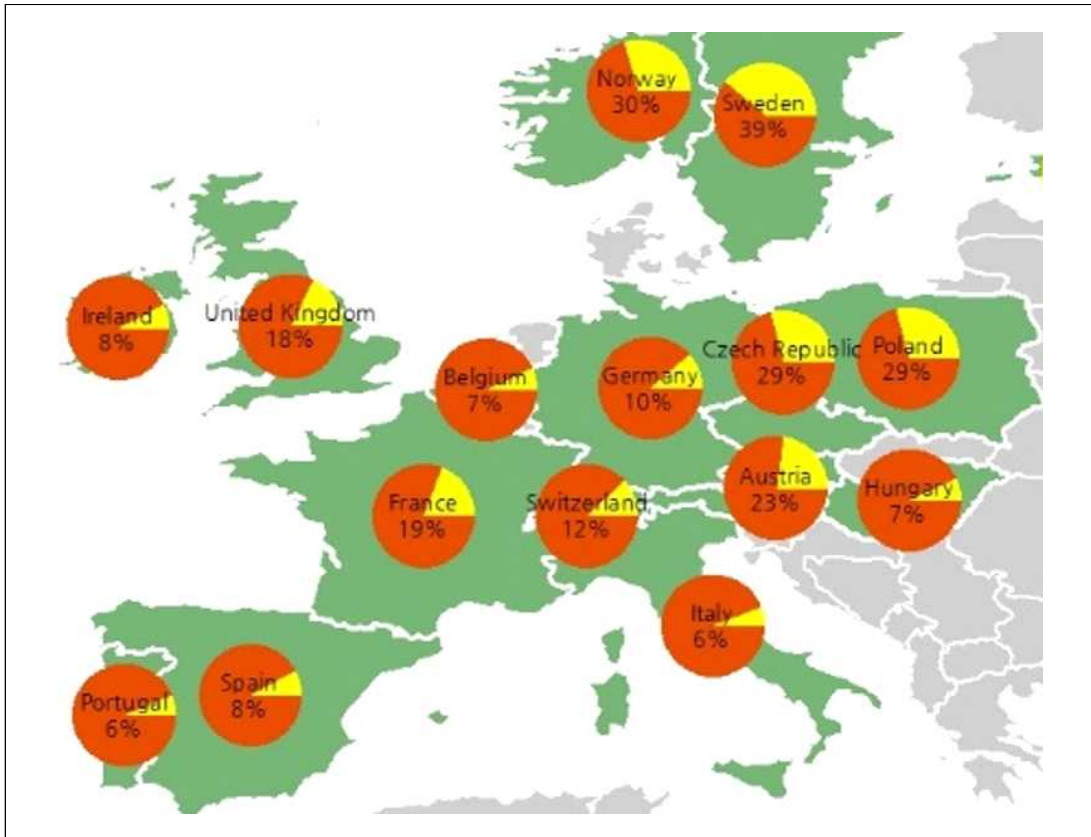 Norway
30%
Sweden
39%
Ireland
8%
United Kingdom
18%
Belgium
7%
Germany
10%
Czech Republic
29%
Poland
29%
France
19%
Switzerland
12%
Austria
23%
Hungary
7%
Italy
6%
Portugal
6%
Spain
8%